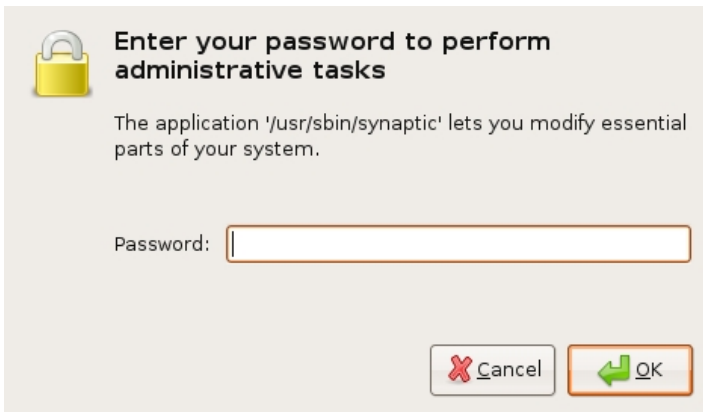 Enter your password to perform
administrative tasks
The application '/usr/sbin/synaptic' lets you modify essential
parts of your system.
Password:
Cancel
OK